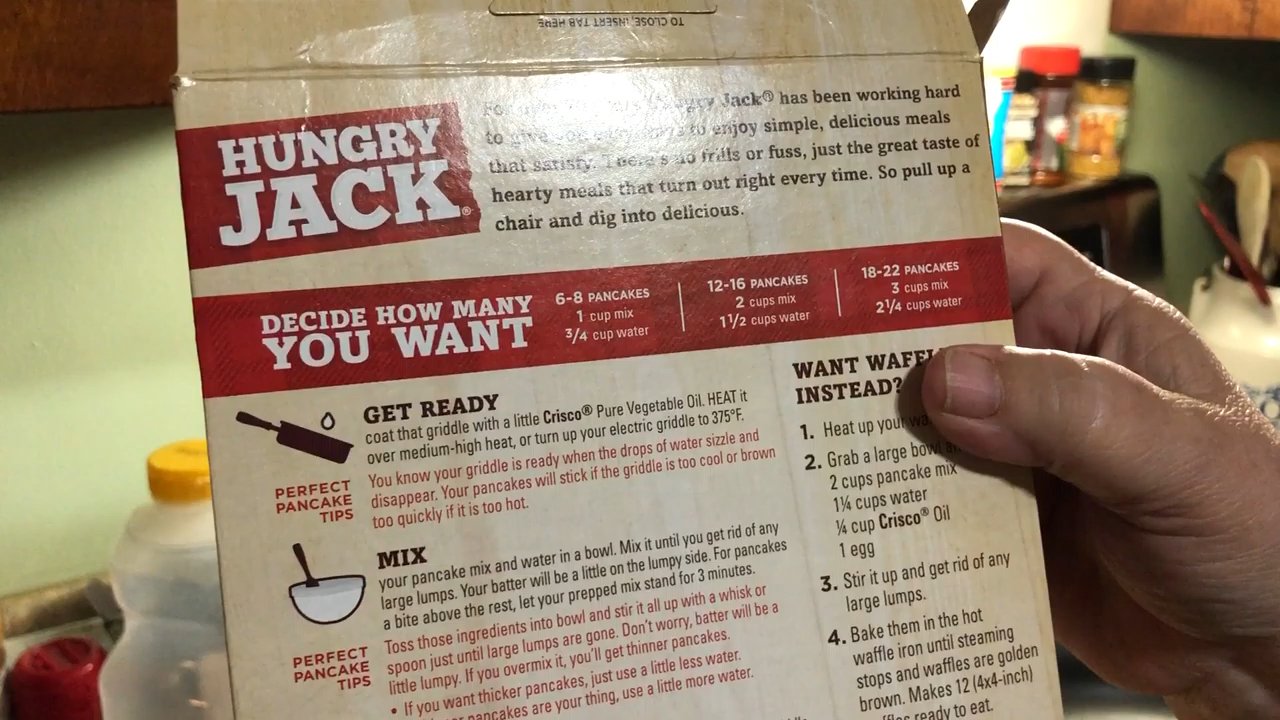 TO CLOSE, INSERT TAB HERE
HUNGRY
JACK®
Jack® has been working hard
to enjoy simple, delicious meals
that satisfy. There's no frills or fuss, just the great taste of
hearty meals that turn out right every time. So pull up a
chair and dig into delicious.
DECIDE HOW MANY
YOU WANT
6-8 PANCAKES
1 cup mix
3/4 cup water
12-16 PANCAKES
2 cups mix
1 1/2 cups water
18-22 PANCAKES
3 cups mix
2 1/4 cups water
GET READY
coat that griddle with a little Crisco® Pure Vegetable Oil. HEAT it
over medium-high heat, or turn up your electric griddle to 375°F.
PERFECT
PANCAKE
TIPS
You know your griddle is ready when the drops of water sizzle and
disappear. Your pancakes will stick if the griddle is too cool or brown
too quickly if it is too hot.
MIX
your pancake mix and water in a bowl. Mix it until you get rid of any
large lumps. Your batter will be a little on the lumpy side. For pancakes
a bite above the rest, let your prepped mix stand for 3 minutes.
PERFECT
PANCAKE
TIPS
Toss those ingredients into bowl and stir it all up with a whisk or
spoon just until large lumps are gone. Don't worry, batter will be a
little lumpy. If you overmix it, you'll get thinner pancakes.
• If you want thicker pancakes, just use a little less water.
pancakes are your thing, use a little more water.
WANT
INSTEAD?
1. Heat up your
2. Grab a large bowl
2 cups pancake mix
1¼ cups water
¼ cup Crisco® Oil
1 egg
3. Stir it up and get rid of any
large lumps.
4. Bake them in the hot
waffle iron until steaming
stops and waffles are golden
brown. Makes 12 (4x4-inch)
ready to eat.